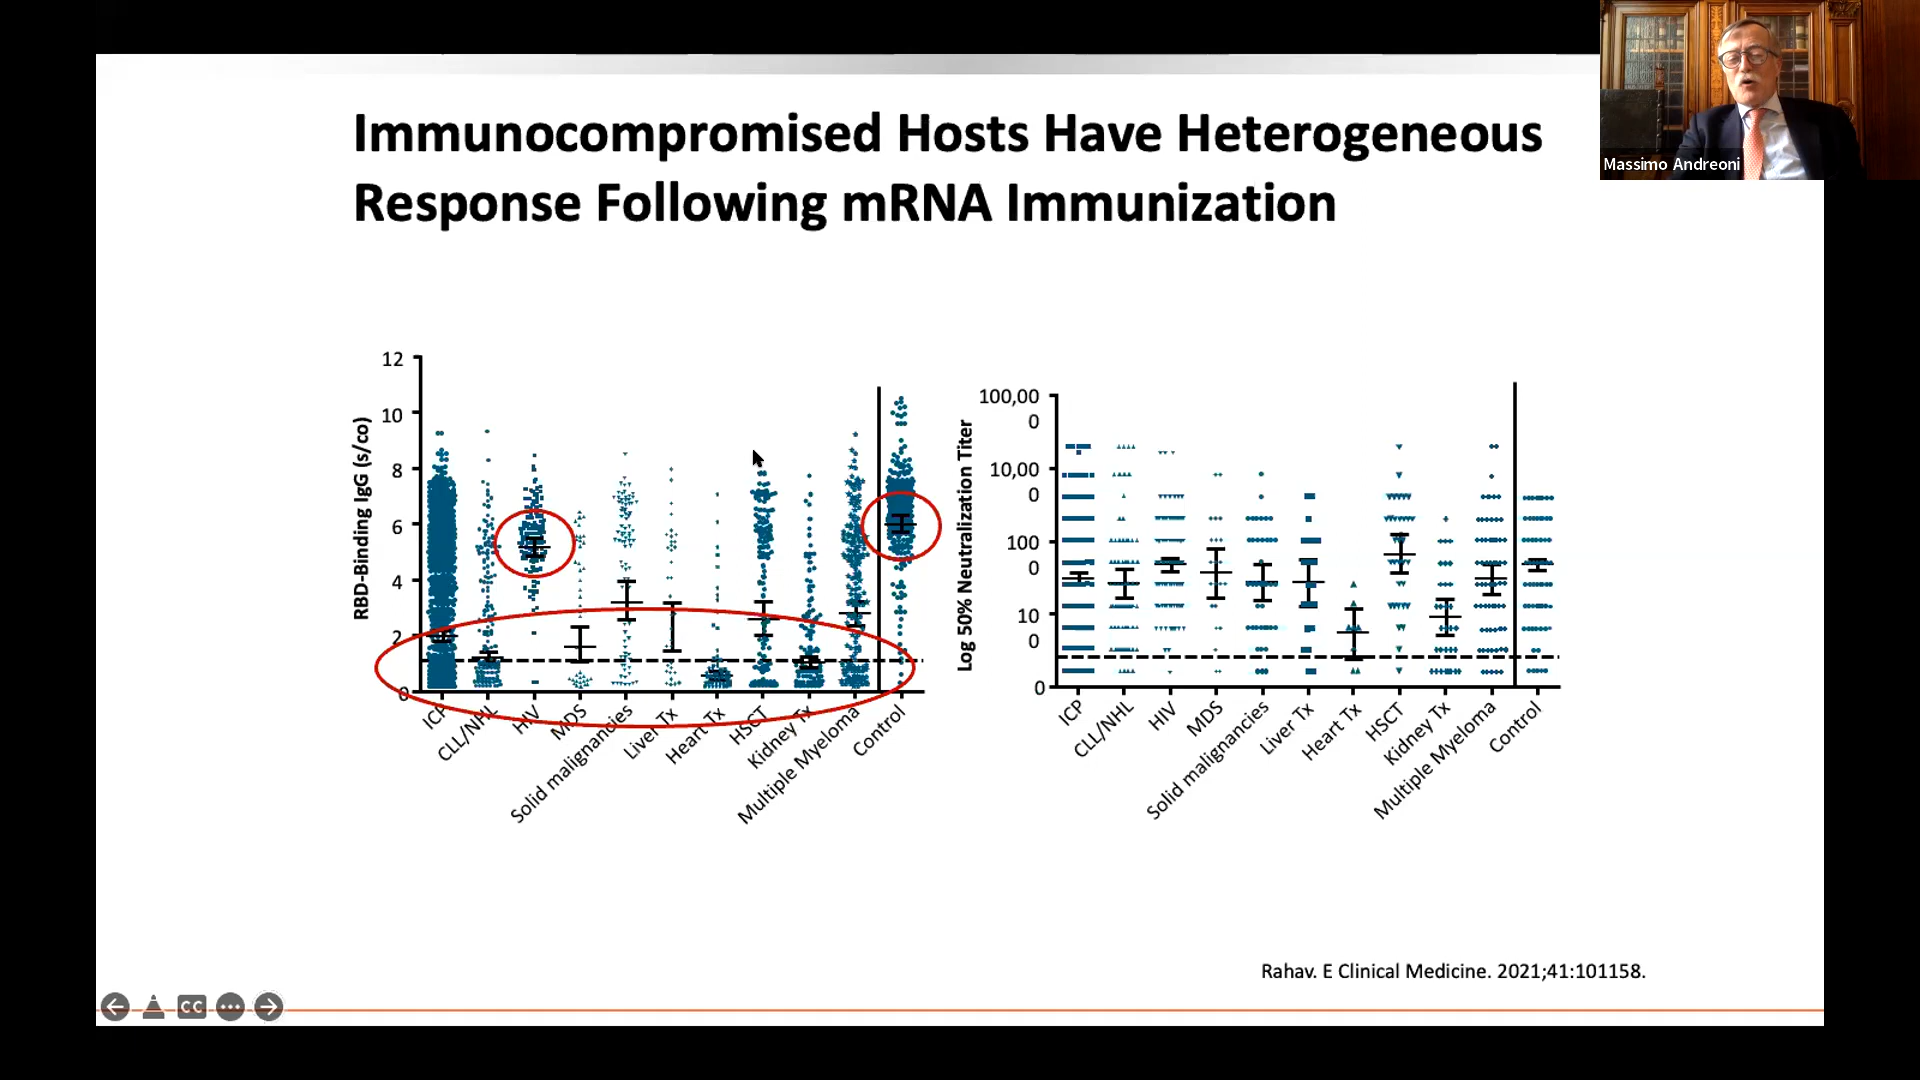 Immunocompromised Hosts Have Heterogeneous
Response Following mRNA Immunization
Massimo Andreoni
12
10
8
6
4
2
0
RBD-Binding IgG (s/co)
ICP
CLL/NHL
HIV
MDS
Solid malignancies
Liver Tx
Heart Tx
HSCT
Kidney Tx
Multiple Myeloma
Control
100,00
0
10,00
0
100
0
10
0
0
Log 50% Neutralization Titer
ICP
CLL/NHL
HIV
MDS
Solid malignancies
Liver Tx
Heart Tx
HSCT
Kidney Tx
Multiple Myeloma
Control
Rahav. E Clinical Medicine. 2021;41:101158.
CC